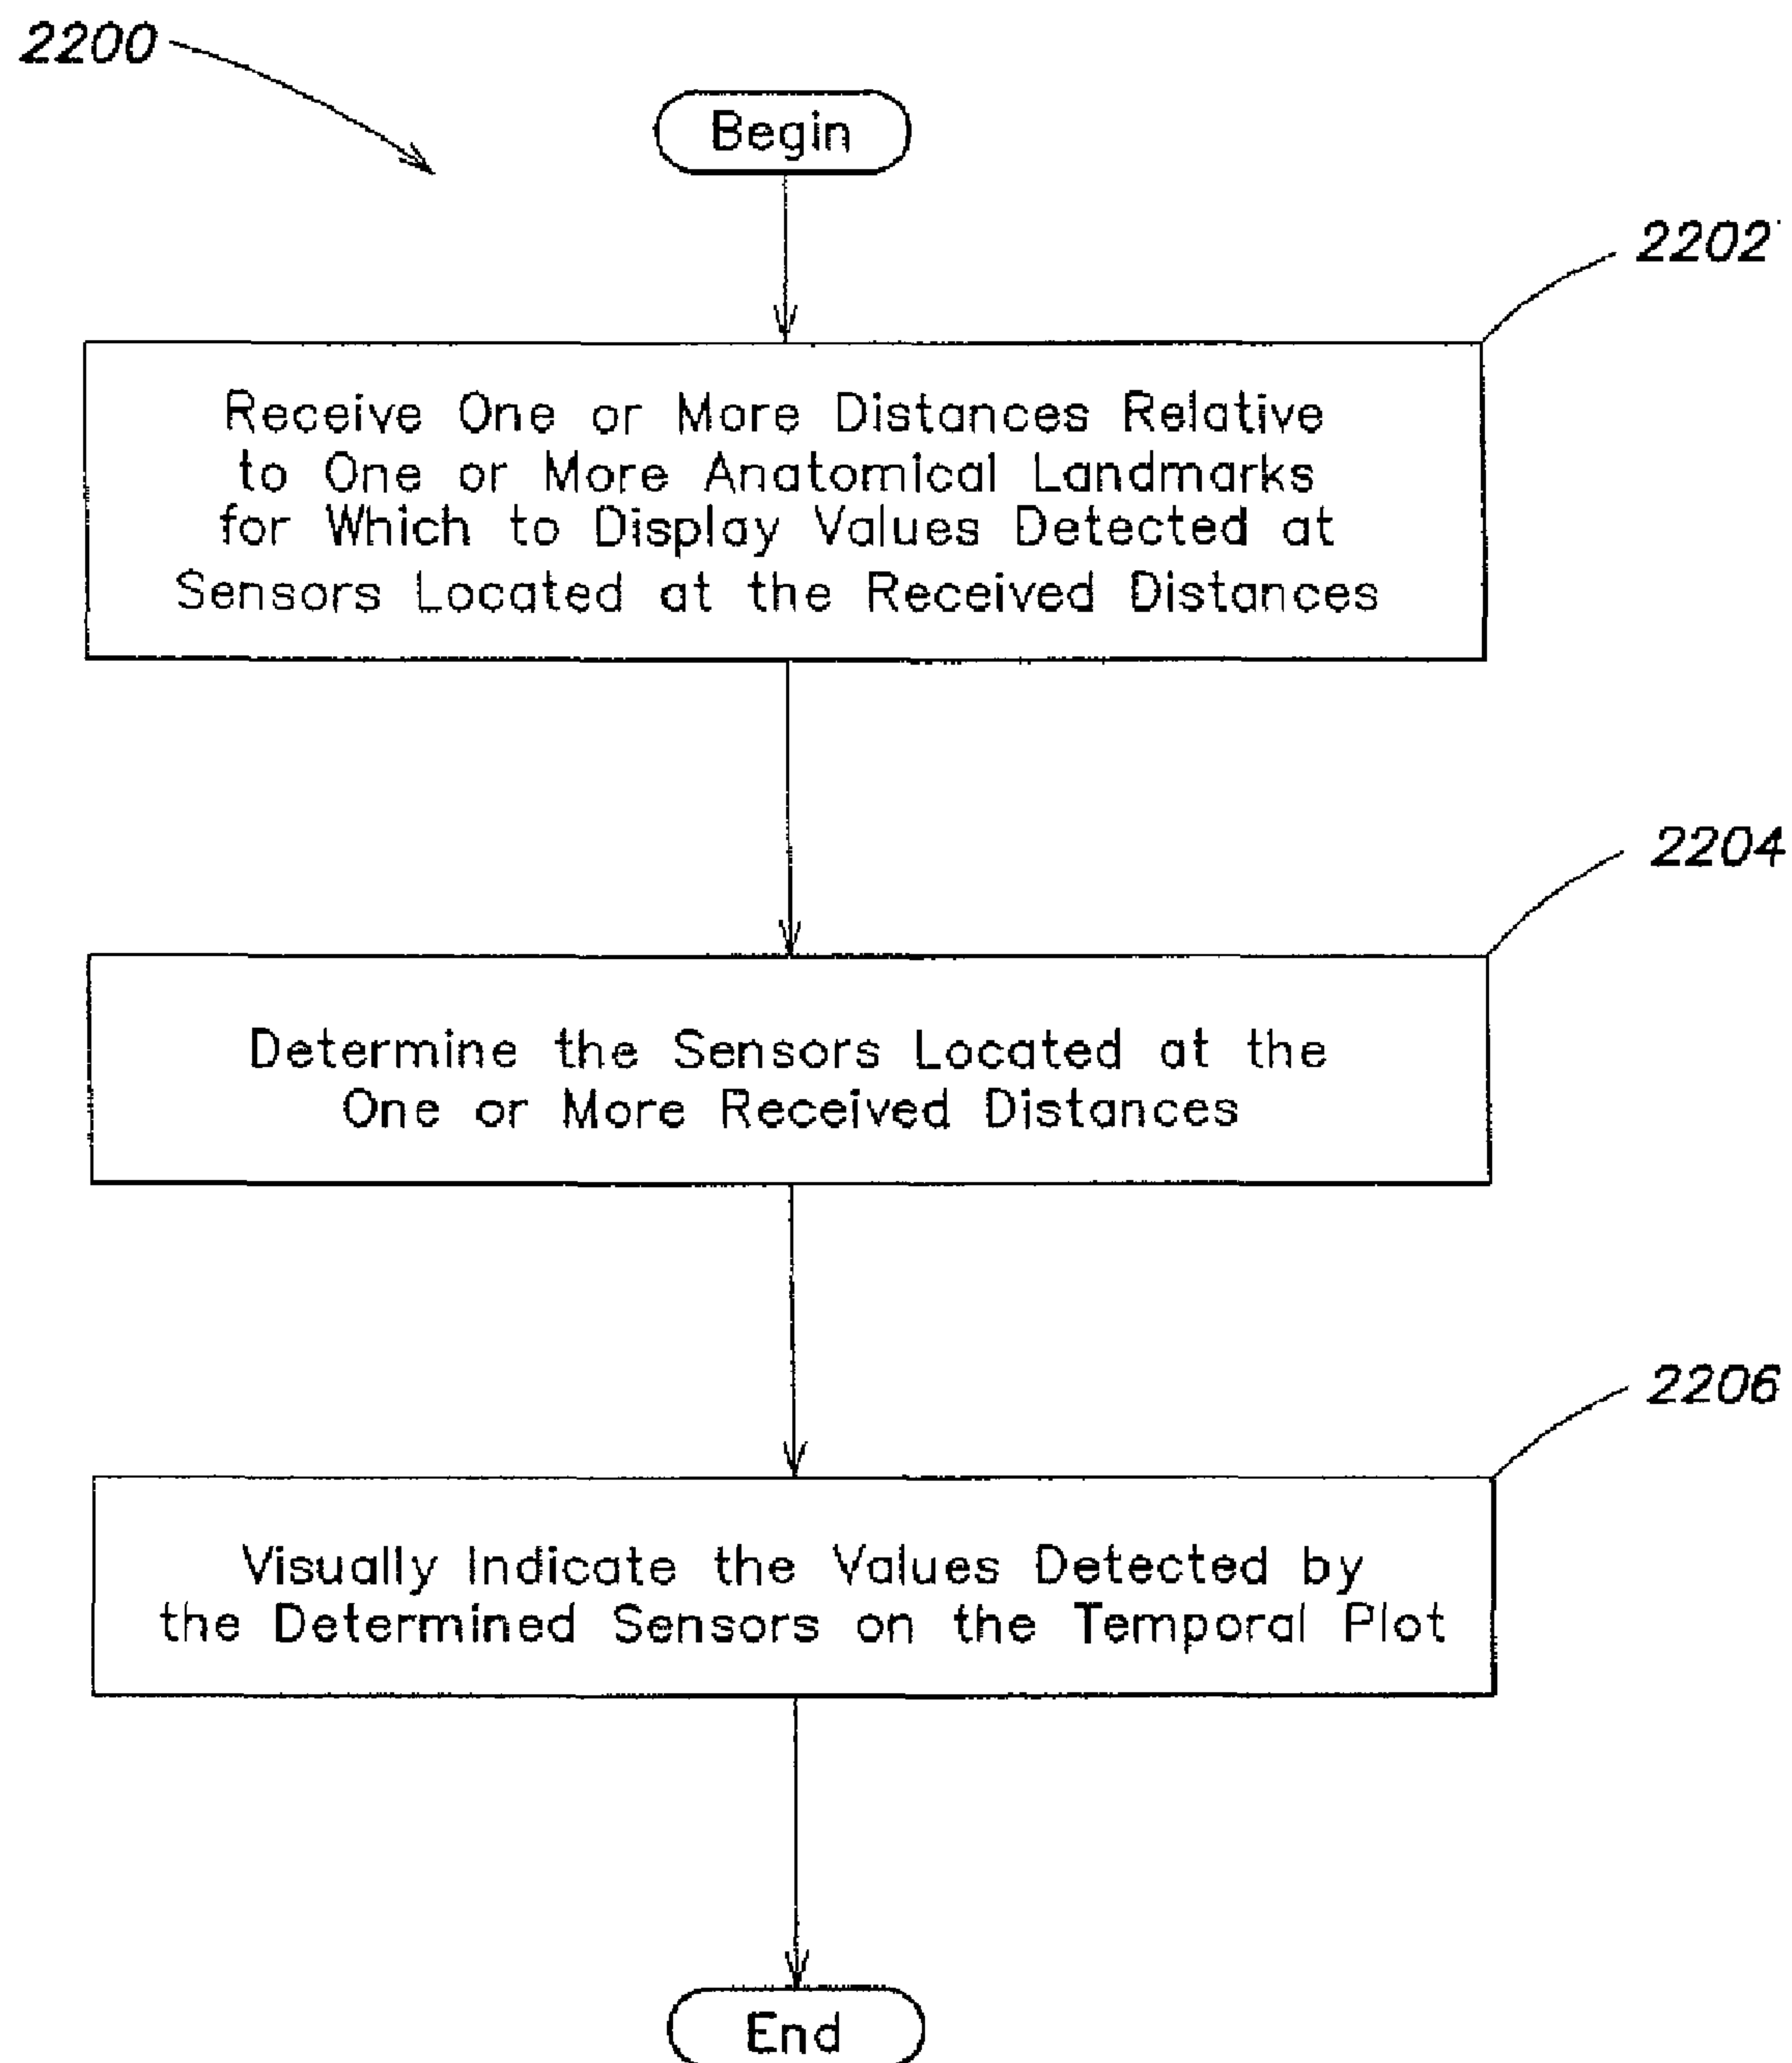 2200
Begin
2202
Receive One or More Distances Relative
to One or More Anatomical Landmarks
for Which to Display Values Detected at
Sensors Located at the Received Distances
2204
Determine the Sensors Located at the
One or More Received Distances
2206
Visually Indicate the Values Detected by
the Determined Sensors on the Temporal Plot
End